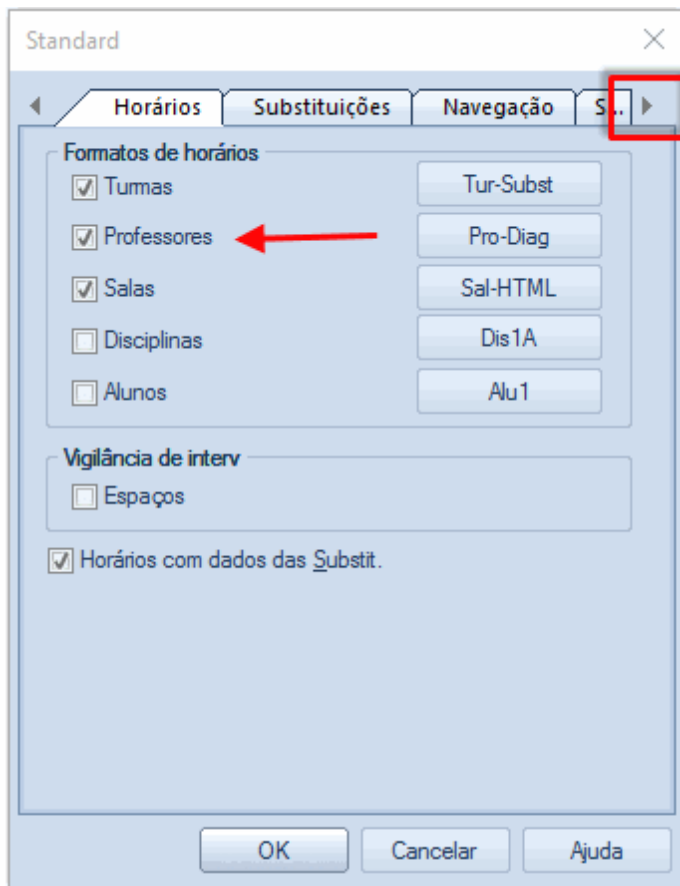 Standard
Horários Substituições Navegação S...
Formatos de horários
Turmas Tur-Subst
Professores Pro-Diag
Salas Sal-HTML
Disciplinas Dis1A
Alunos Alu1
Vigilância de interv
Espaços
Horários com dados das Substit.
OK Cancelar Ajuda